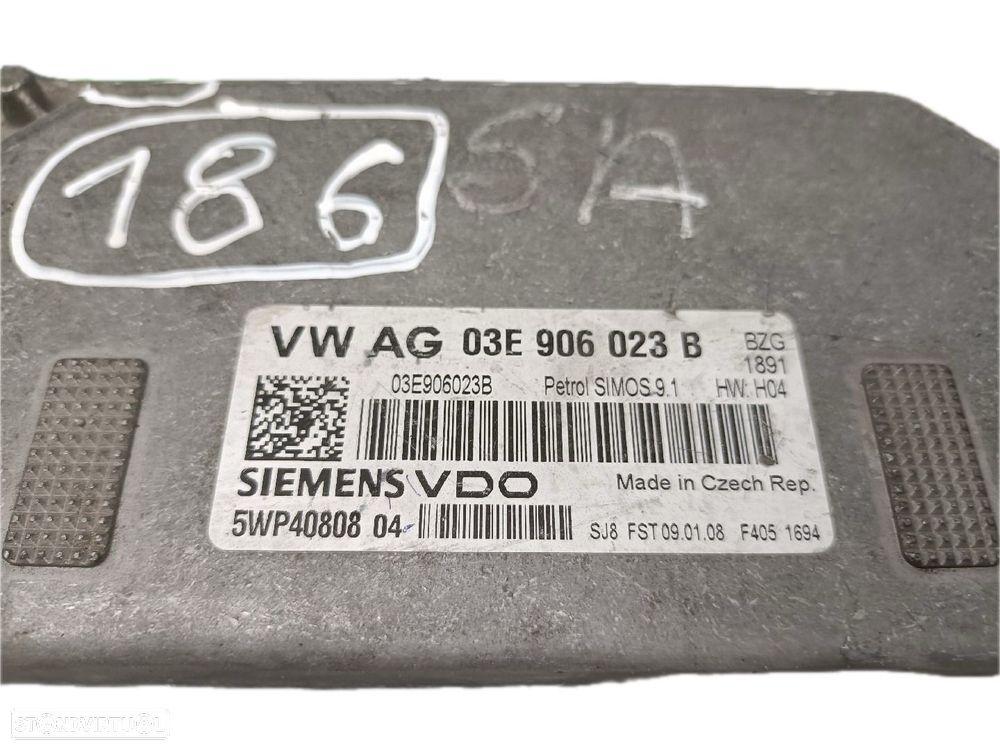 186 SA
VW AG 03E 906 023 B BZG
1891
03E906023B Petrol SIMOS 9.1 HW: H04
SIEMENS VDO Made in Czech Rep.
5WP40808 04 SJ8 FST 09.01.08 F405 1694
STANDVIRTUAL